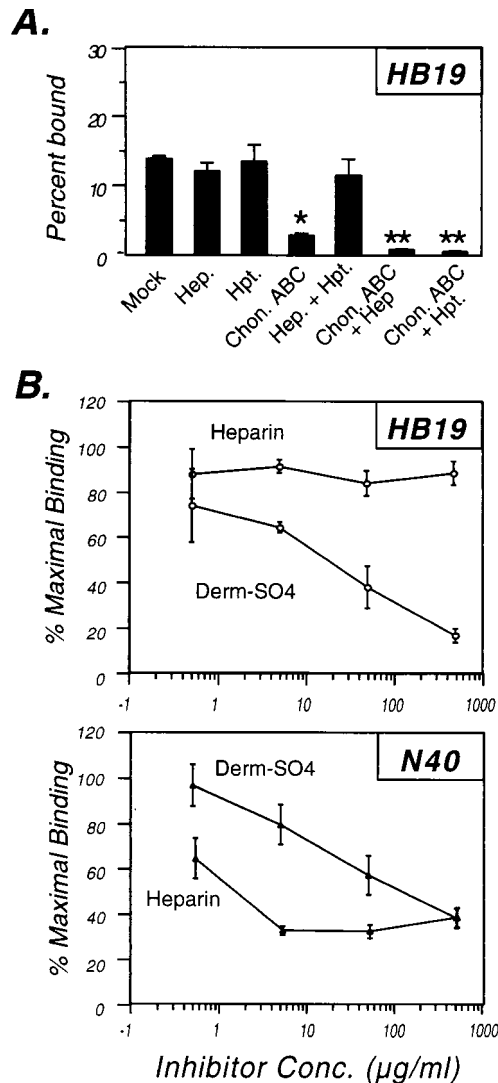 A.
HB19
Percent bound
30
20
10
0
Mock
Hep.
Hpt.
Chon. ABC
Hep. + Hpt.
Chon. ABC
+ Hep
Chon. ABC
+ Hpt.
*
**
**
B.
HB19
% Maximal Binding
120
100
80
60
40
20
0
Heparin
Derm-SO4
-1
1
10
100
1000
N40
% Maximal Binding
120
100
80
60
40
20
0
Derm-SO4
Heparin
-1
1
10
100
1000
Inhibitor Conc. (µg/ml)